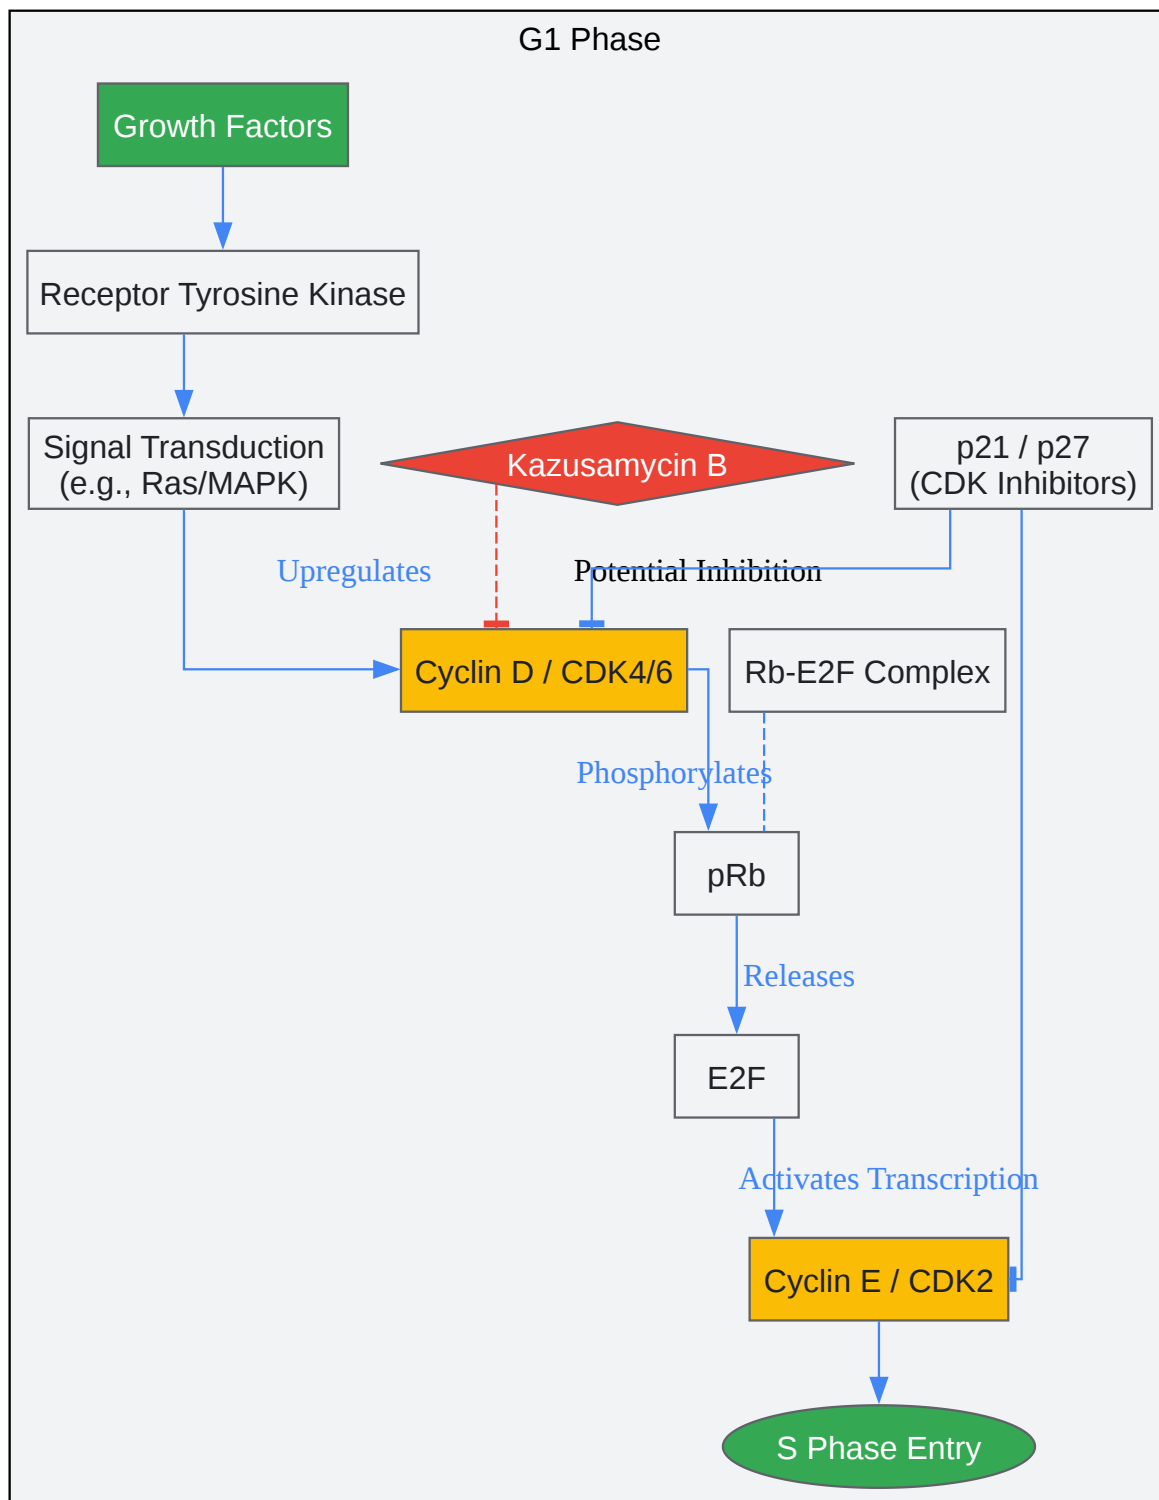 G1 Phase
Growth Factors
Receptor Tyrosine Kinase
Signal Transduction
(e.g., Ras/MAPK)
Kazusamycin B
p21 / p27
(CDK Inhibitors)
Upregulates
Potential Inhibition
Cyclin D / CDK4/6
Rb-E2F Complex
Phosphorylates
pRb
Releases
E2F
Activates Transcription
Cyclin E / CDK2
S Phase Entry